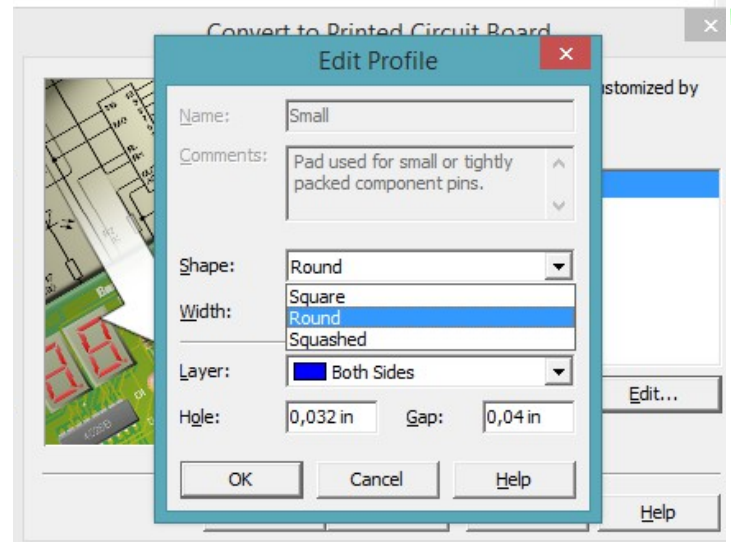 Convert to Printed Circuit Board
Edit Profile
Name: Small
Comments: Pad used for small or tightly
packed component pins.
Shape: Round
Square
Width: Round
Squashed
Layer: Both Sides
Hole: 0,032 in Gap: 0,04 in
OK Cancel Help
Edit...
Help